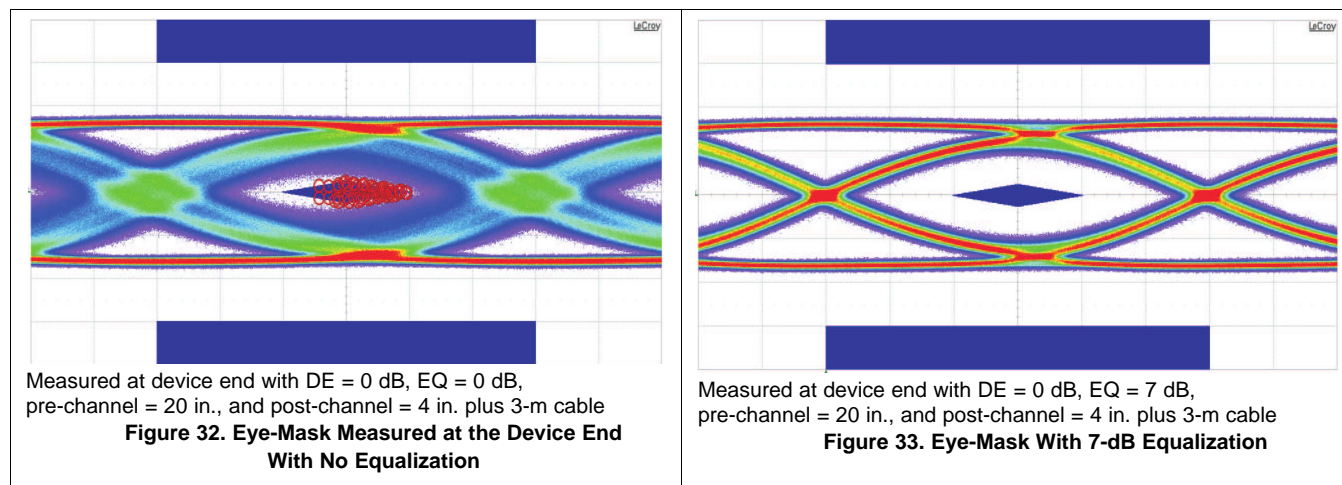 LeCroy
Measured at device end with DE = 0 dB, EQ = 0 dB,
pre-channel = 20 in., and post-channel = 4 in. plus 3-m cable
Figure 32. Eye-Mask Measured at the Device End
With No Equalization
LeCroy
Measured at device end with DE = 0 dB, EQ = 7 dB,
pre-channel = 20 in., and post-channel = 4 in. plus 3-m cable
Figure 33. Eye-Mask With 7-dB Equalization